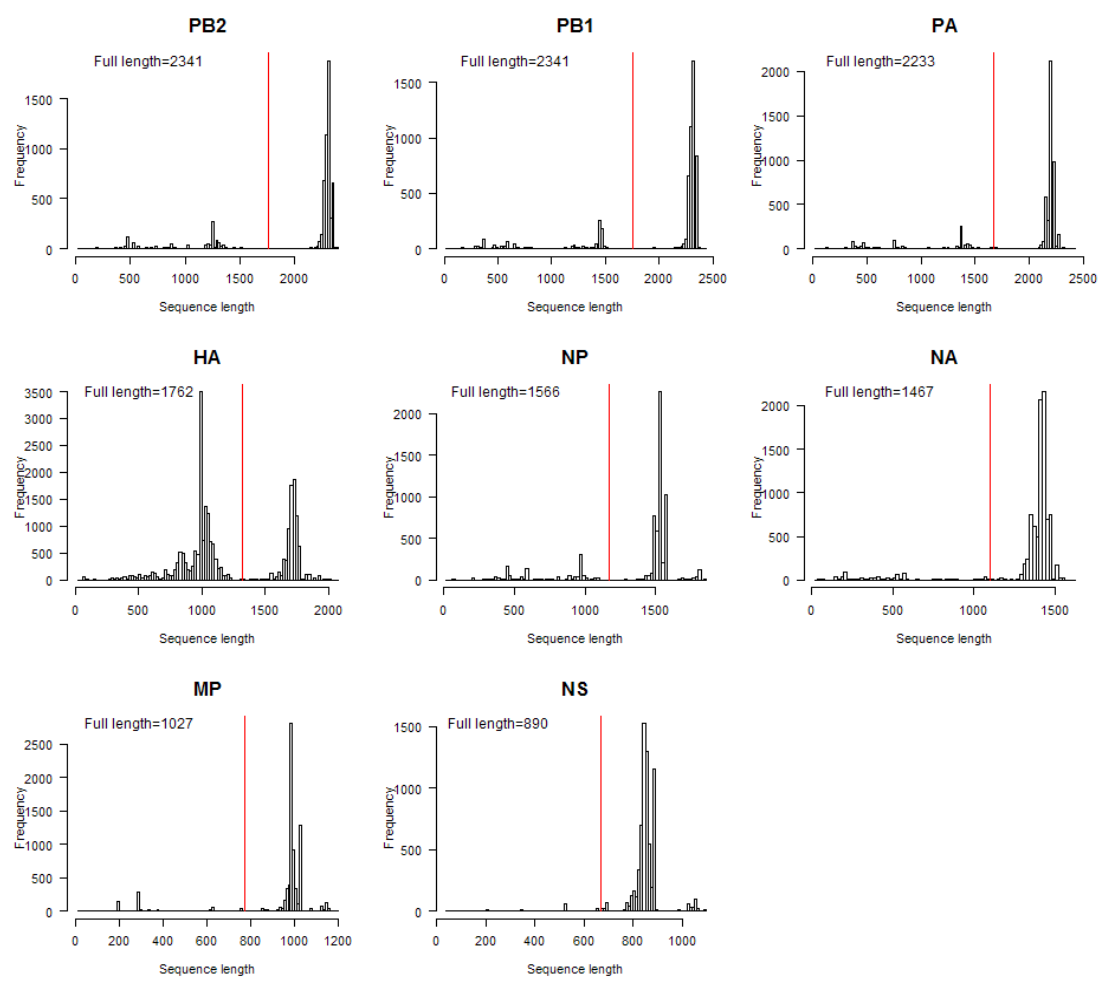 PB2
Full length=2341
Frequency
1500
1000
500
0
0 500 1000 1500 2000
Sequence length
PB1
Full length=2341
Frequency
1500
1000
500
0
0 500 1000 1500 2000 2500
Sequence length
PA
Full length=2233
Frequency
2000
1500
1000
500
0
0 500 1000 1500 2000 2500
Sequence length
HA
Full length=1762
Frequency
3500
3000
2500
2000
1500
1000
500
0
0 500 1000 1500 2000
Sequence length
NP
Full length=1566
Frequency
2000
1500
1000
500
0
0 500 1000 1500
Sequence length
NA
Full length=1467
Frequency
2000
1500
1000
500
0
0 500 1000 1500
Sequence length
MP
Full length=1027
Frequency
2500
2000
1500
1000
500
0
0 200 400 600 800 1000 1200
Sequence length
NS
Full length=890
Frequency
1500
1000
500
0
0 200 400 600 800 1000
Sequence length